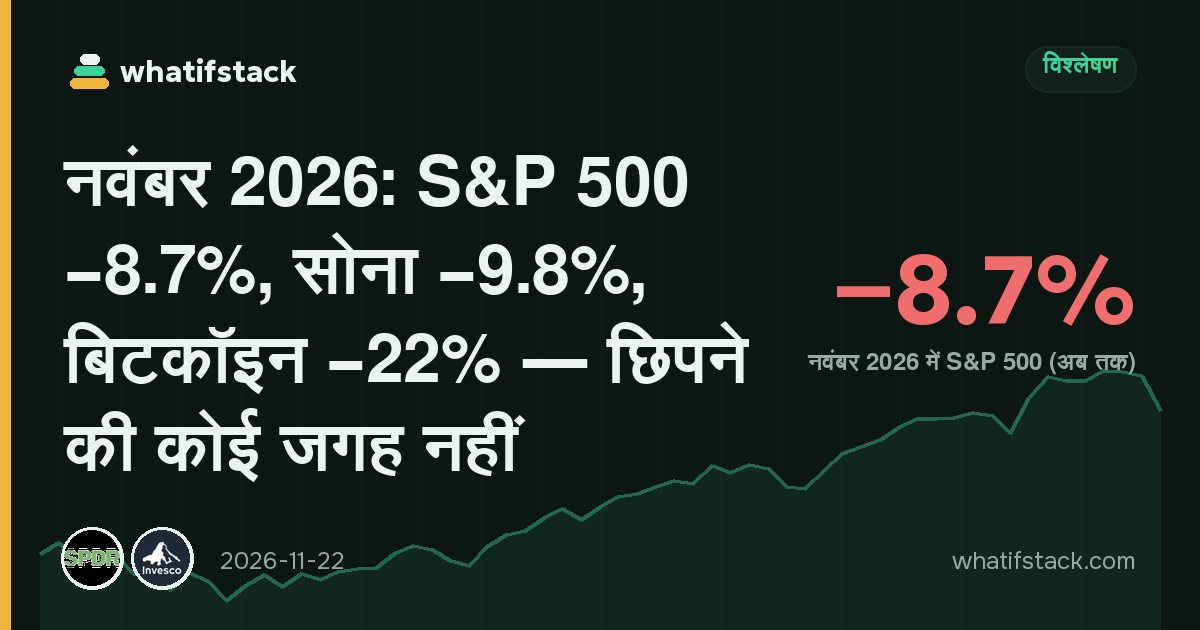 whatifstack
विश्लेषण
नवंबर 2026: S&P 500
−8.7%, सोना −9.8%,
बिटकॉइन −22% — छिपने
की कोई जगह नहीं
−8.7%
नवंबर 2026 में S&P 500 (अब तक)
SPDR
Invesco
2026-11-22
whatifstack.com